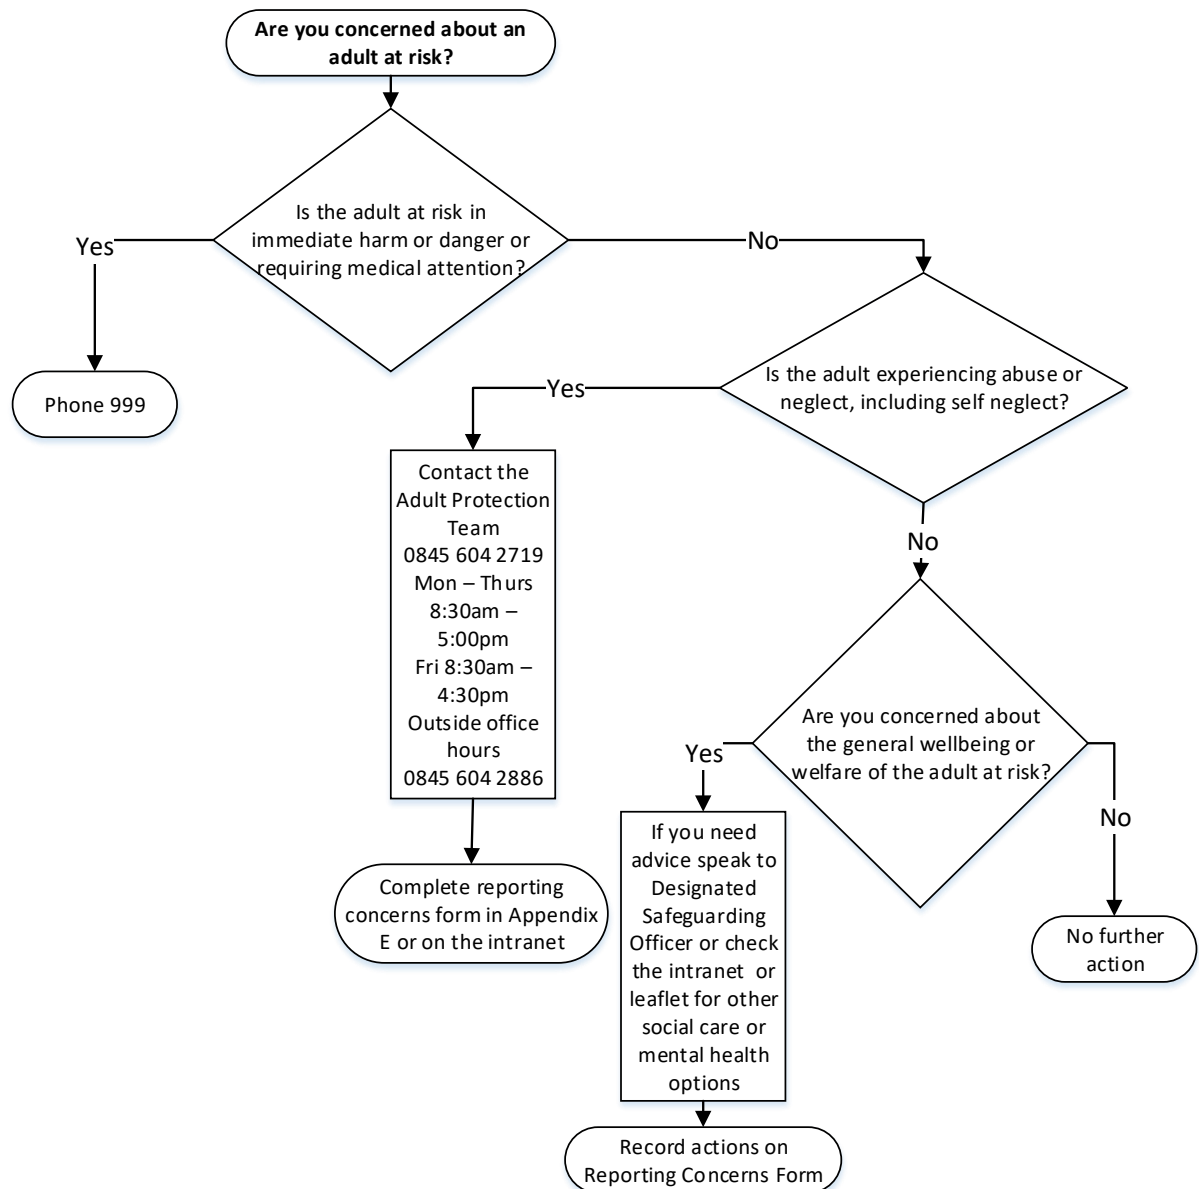 Are you concerned about an
adult at risk?
Is the adult at risk in
immediate harm or danger or
requiring medical attention?
Yes
No
Phone 999
Is the adult experiencing abuse or
neglect, including self neglect?
Yes
No
Contact the
Adult Protection
Team
0845 604 2719
Mon – Thurs
8:30am –
5:00pm
Fri 8:30am –
4:30pm
Outside office
hours
0845 604 2886
Complete reporting
concerns form in Appendix
E or on the intranet
Are you concerned about
the general wellbeing or
welfare of the adult at risk?
Yes
No
If you need
advice speak to
Designated
Safeguarding
Officer or check
the intranet or
leaflet for other
social care or
mental health
options
No further
action
Record actions on
Reporting Concerns Form